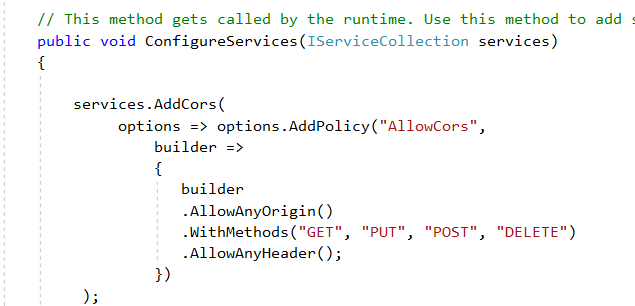 // This method gets called by the runtime. Use this method to add
public void ConfigureServices(IServiceCollection services)
{
services.AddCors(
options => options.AddPolicy("AllowCors",
builder =>
{
builder
.AllowAnyOrigin()
.WithMethods("GET", "PUT", "POST", "DELETE")
.AllowAnyHeader();
})
);